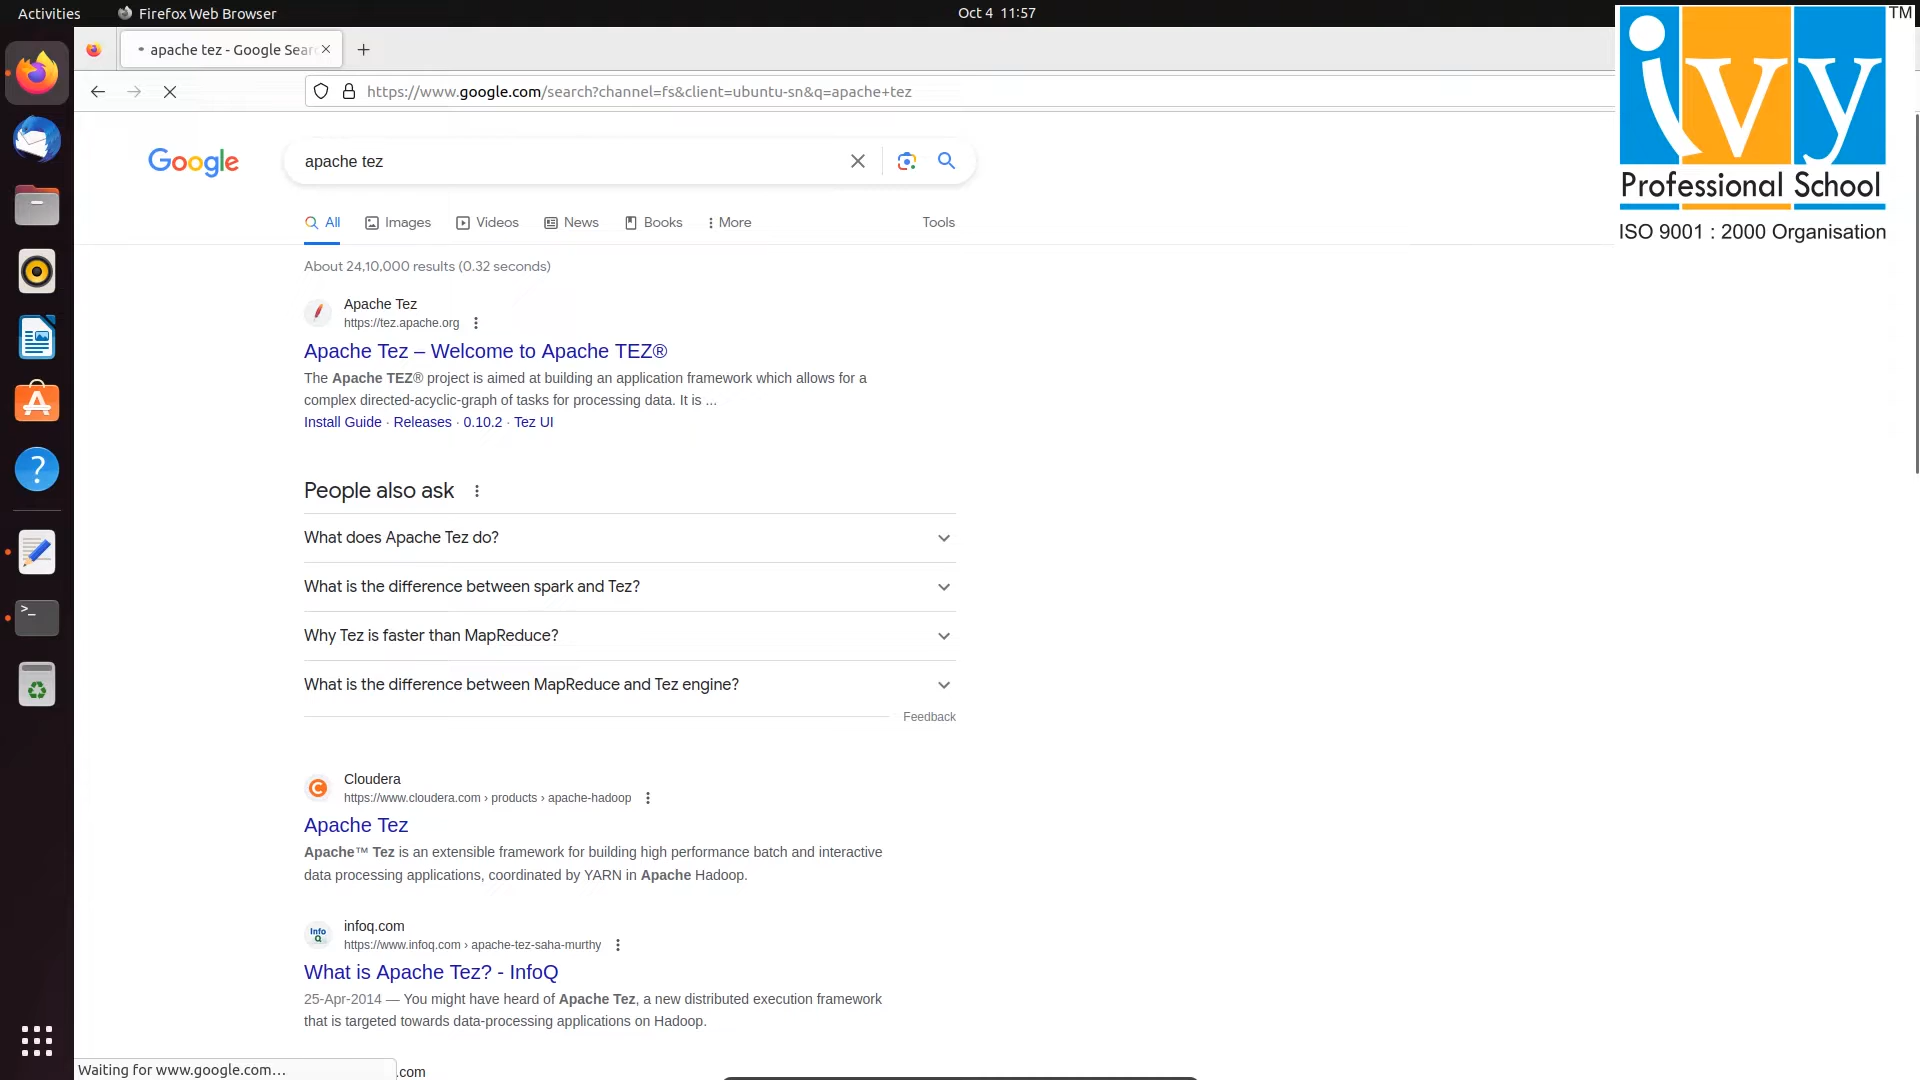 Activities
Firefox Web Browser
Oct 4 11:57
apache tez - Google Sear
https://www.google.com/search?channel=fs&client=ubuntu-sn&q=apache+tez
ivy
TM
Professional School
ISO 9001 : 2000 Organisation
Google
apache tez
All
Images
Videos
News
Books
More
Tools
About 24,10,000 results (0.32 seconds)
Apache Tez
https://tez.apache.org
Apache Tez – Welcome to Apache TEZ®
The Apache TEZ® project is aimed at building an application framework which allows for a
complex directed-acyclic-graph of tasks for processing data. It is ...
Install Guide · Releases · 0.10.2 · Tez UI
People also ask
What does Apache Tez do?
What is the difference between spark and Tez?
Why Tez is faster than MapReduce?
What is the difference between MapReduce and Tez engine?
Feedback
Cloudera
https://www.cloudera.com › products › apache-hadoop
Apache Tez
Apache™ Tez is an extensible framework for building high performance batch and interactive
data processing applications, coordinated by YARN in Apache Hadoop.
Info Q
infoq.com
https://www.infoq.com › apache-tez-saha-murthy
What is Apache Tez? - InfoQ
25-Apr-2014 — You might have heard of Apache Tez, a new distributed execution framework
that is targeted towards data-processing applications on Hadoop.
Waiting for www.google.com…
.com